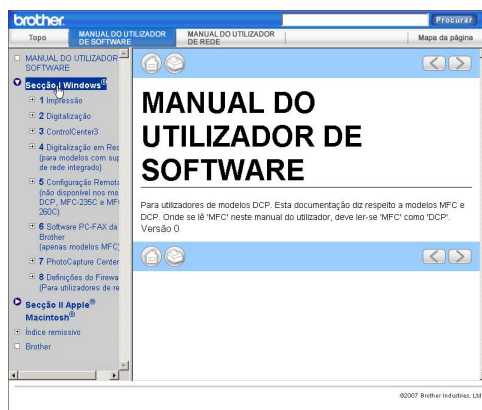 brother.
Procurar
Topo
MANUAL DO UTILIZADOR
DE SOFTWARE
MANUAL DO UTILIZADOR
DE REDE
Mapa da página
MANUAL DO UTILIZADOR
SOFTWARE
Secção I Windows®
1 Impressão
2 Digitalização
3 ControlCenter3
4 Digitalização em Rec
(para modelos com sup
de rede integrado)
5 Configuração Remota
(não disponível nos mo
DCP, MFC-235C e MF
260C)
6 Software PC-FAX da
Brother
(apenas modelos MFC)
7 PhotoCapture Center
8 Definições do Firewa
(Para utilizadores de re
Secção II Apple®
Macintosh®
Índice remissivo
Brother
MANUAL DO
UTILIZADOR DE
SOFTWARE
Para utilizadores de modelos DCP. Esta documentação diz respeito a modelos MFC e
DCP. Onde se lê 'MFC' neste manual do utilizador, deve ler-se 'MFC' como 'DCP'.
Versão 0
©2007 Brother Industries, Ltd